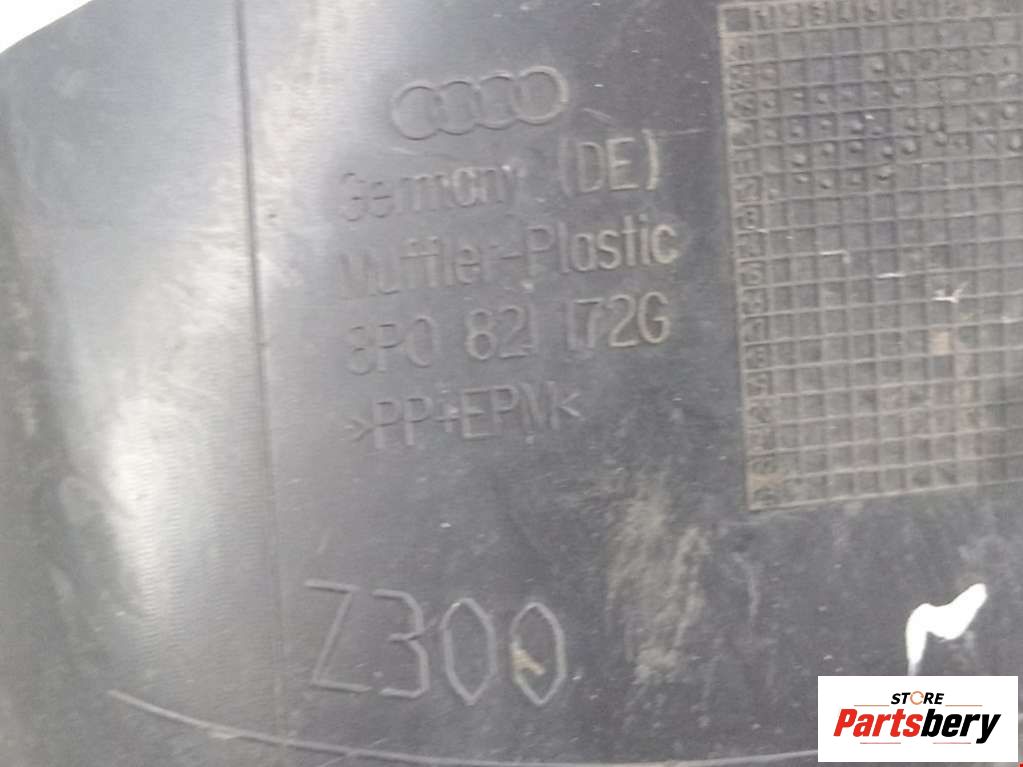 Germany (DE)
Muffler-Plastic
8P0 821 172G
>PP+EPM<
Z300
STORE
Partsbery